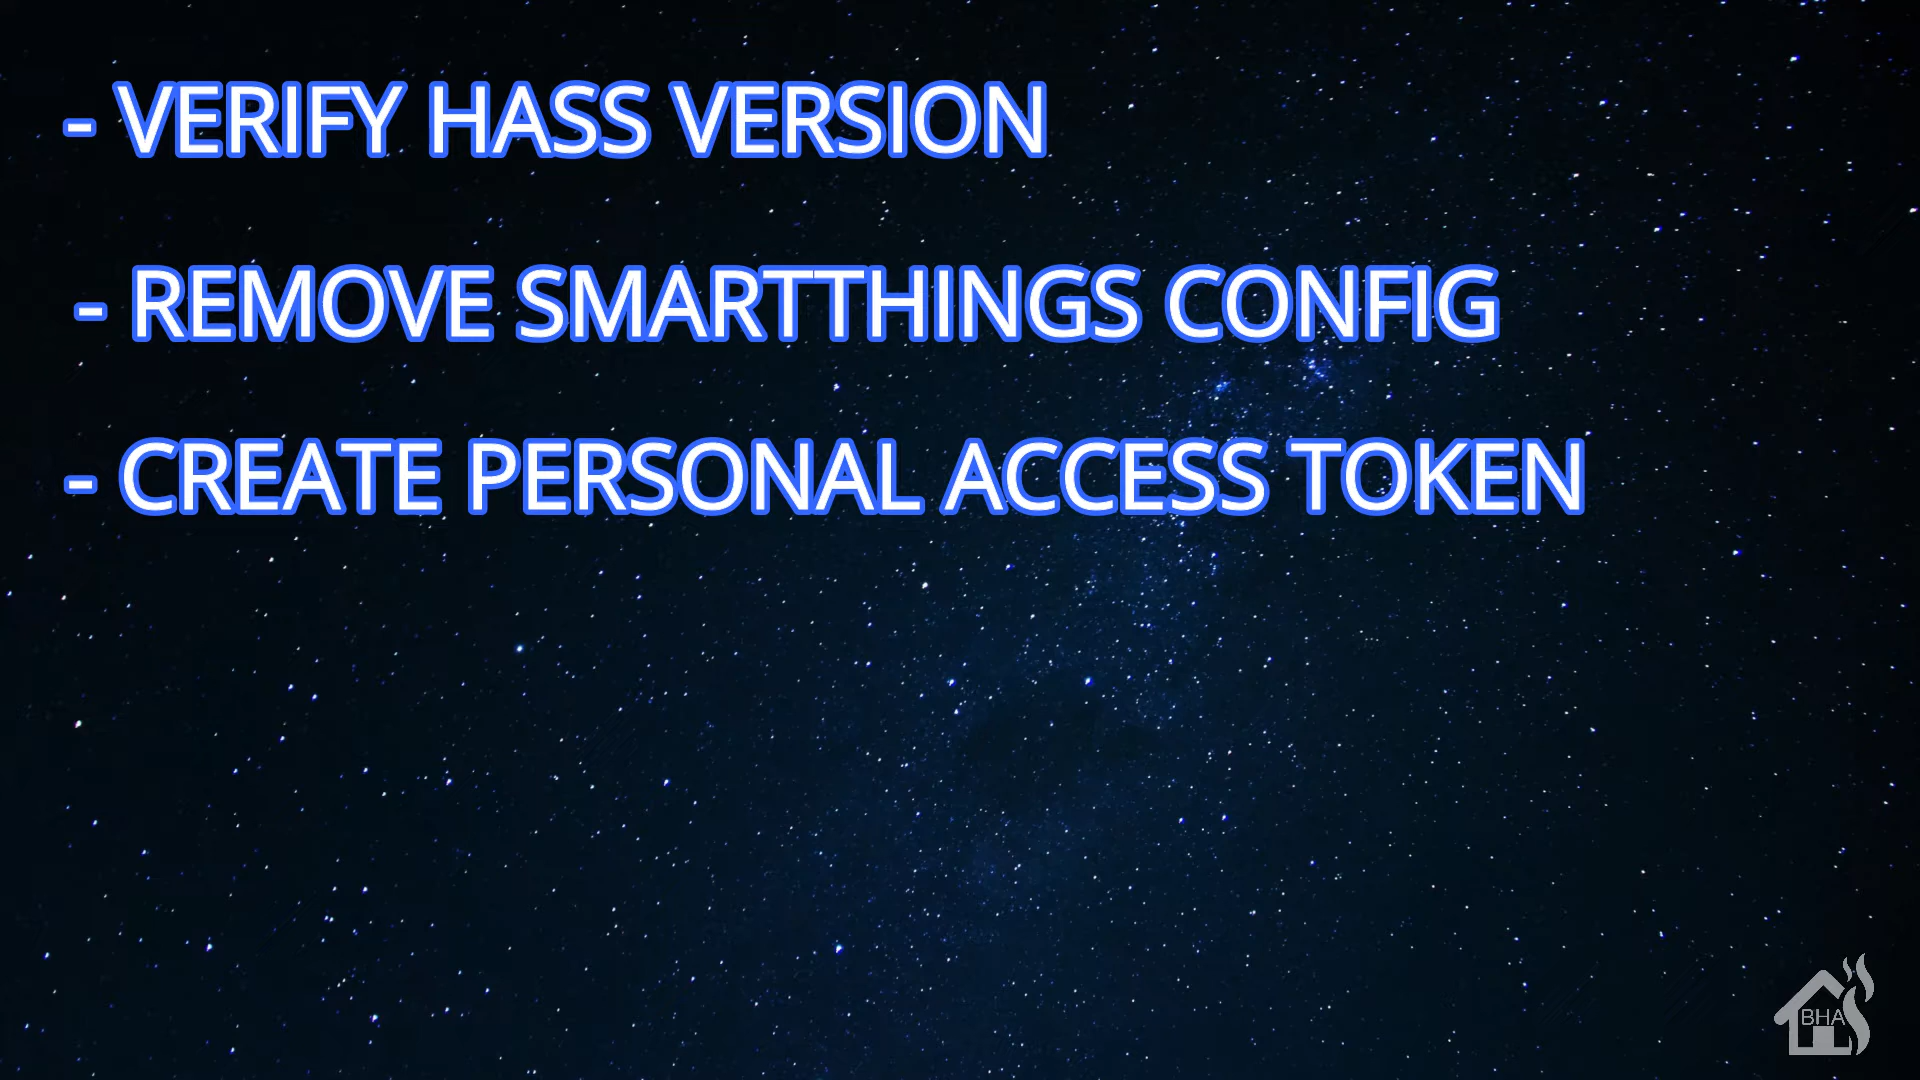 - VERIFY HASS VERSION
- REMOVE SMARTTHINGS CONFIG
- CREATE PERSONAL ACCESS TOKEN
BHA